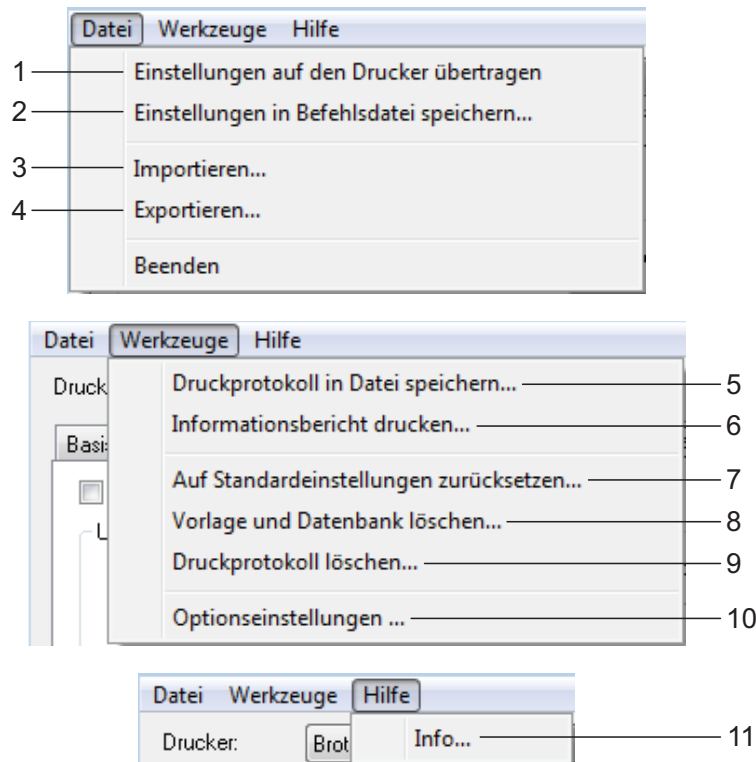 Datei Werkzeuge Hilfe
1 Einstellungen auf den Drucker übertragen
2 Einstellungen in Befehlsdatei speichern...
3 Importieren...
4 Exportieren...
Beenden
Datei Werkzeuge Hilfe
Druck
Druckprotokoll in Datei speichern... 5
Informationsbericht drucken... 6
Basi
Auf Standardeinstellungen zurücksetzen... 7
Vorlage und Datenbank löschen... 8
Druckprotokoll löschen... 9
Optionseinstellungen ... 10
Datei Werkzeuge Hilfe
Drucker: Brot Info... 11